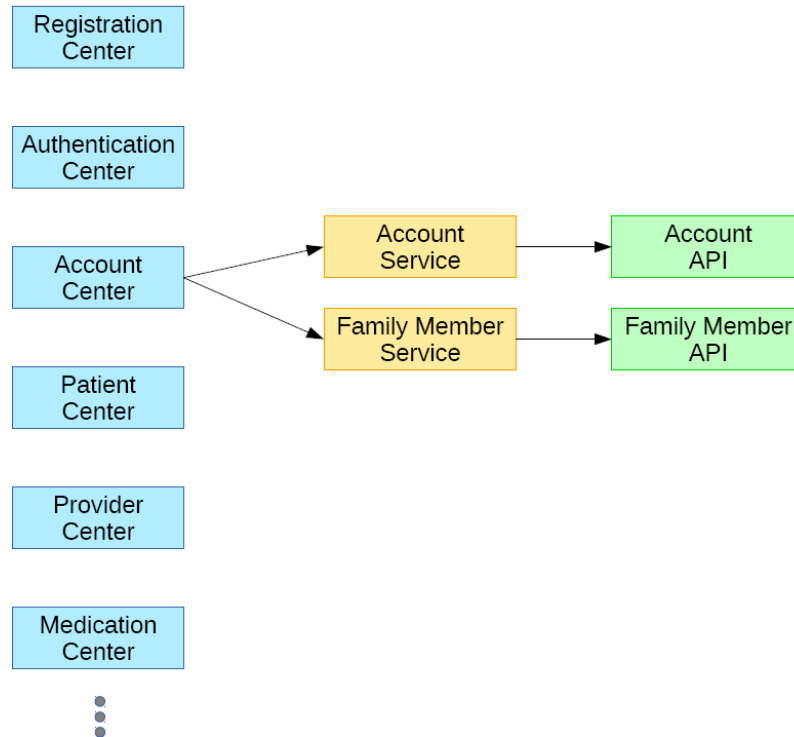 Registration
Center
Authentication
Center
Account
Center
Account
Service
Account
API
Family Member
Service
Family Member
API
Patient
Center
Provider
Center
Medication
Center